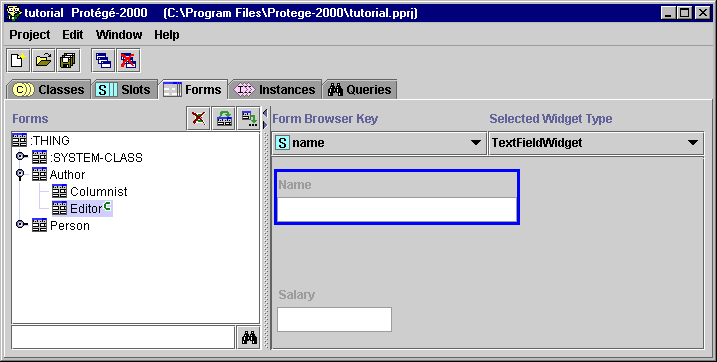 tutorial Protégé-2000 (C:\Program Files\Protege-2000\tutorial.pprj)
Project Edit Window Help
C Classes S Slots Forms Instances Queries
Forms
:THING
:SYSTEM-CLASS
Author
Columnist
Editor C
Person
Form Browser Key Selected Widget Type
S name TextFieldWidget
Name
Salary